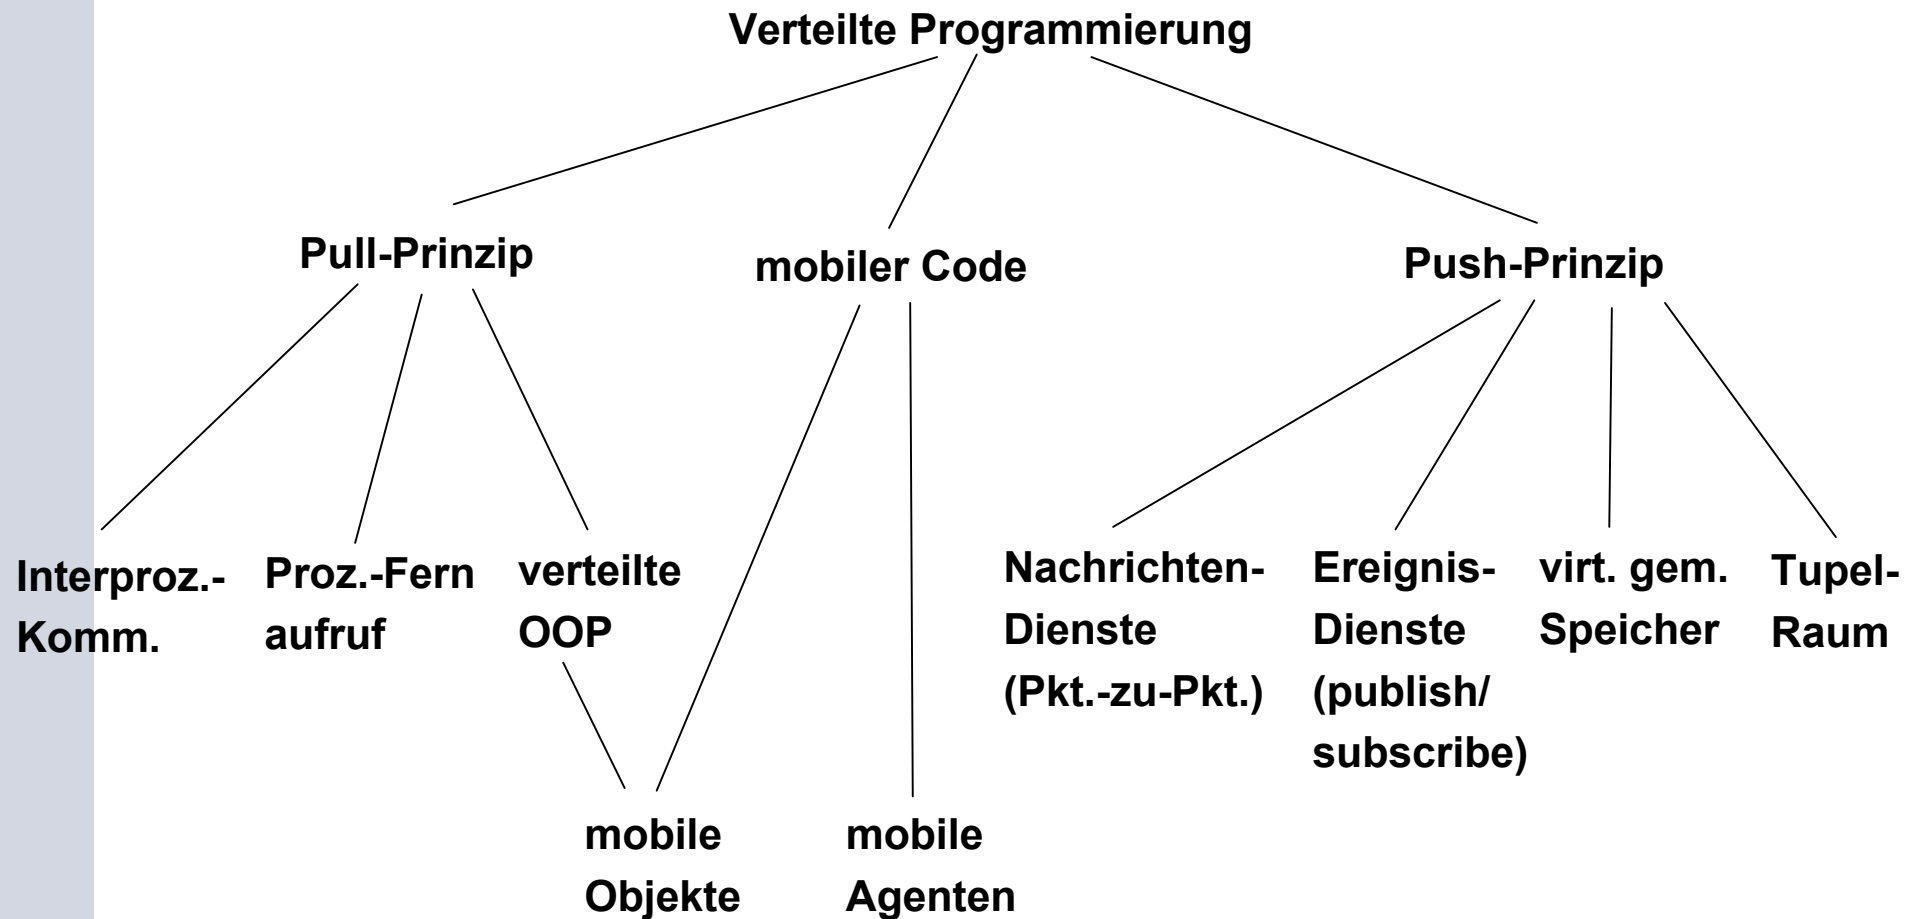 Verteilte Programmierung
Pull-Prinzip
mobiler Code
Push-Prinzip
Interproz.-
Komm.
Proz.-Fern
aufruf
verteilte
OOP
Nachrichten-
Dienste
(Pkt.-zu-Pkt.)
Ereignis-
Dienste
(publish/
subscribe)
virt. gem.
Speicher
Tupel-
Raum
mobile
Objekte
mobile
Agenten